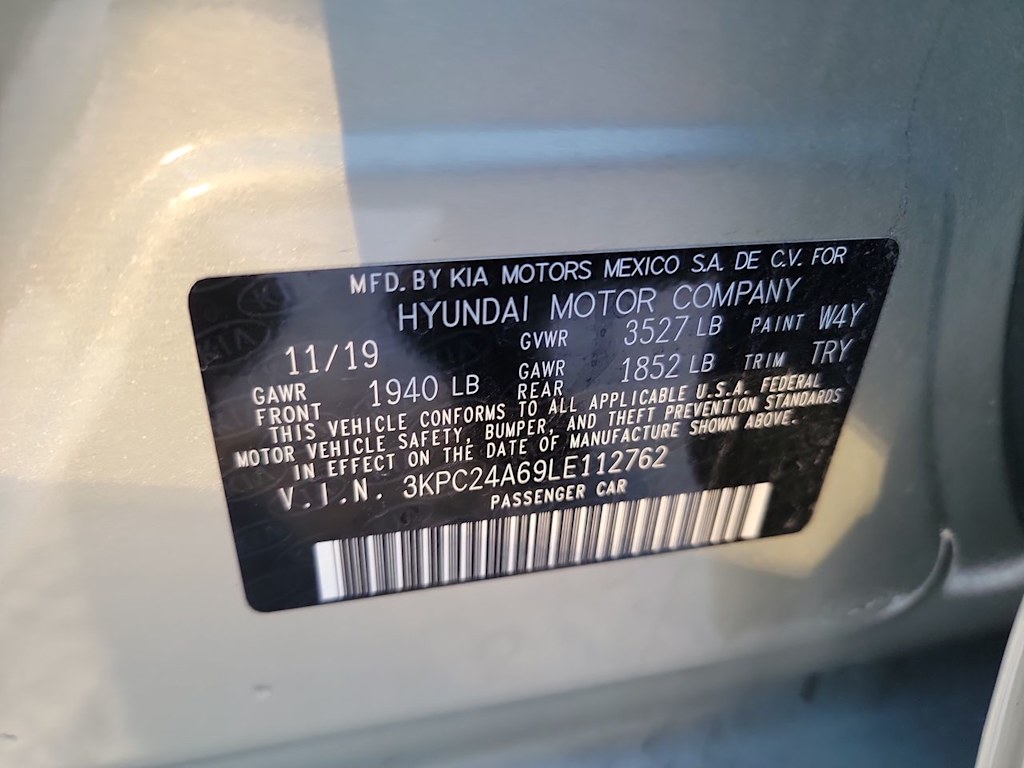 MFD. BY KIA MOTORS MEXICO S.A. DE C.V. FOR
HYUNDAI MOTOR COMPANY
11/19 GVWR 3527 LB PAINT W4Y
GAWR FRONT 1940 LB GAWR REAR 1852 LB TRIM TRY
THIS VEHICLE CONFORMS TO ALL APPLICABLE U.S.A. FEDERAL
MOTOR VEHICLE SAFETY, BUMPER, AND THEFT PREVENTION STANDARDS
IN EFFECT ON THE DATE OF MANUFACTURE SHOWN ABOVE.
V.I.N. 3KPC24A69LE112762
PASSENGER CAR